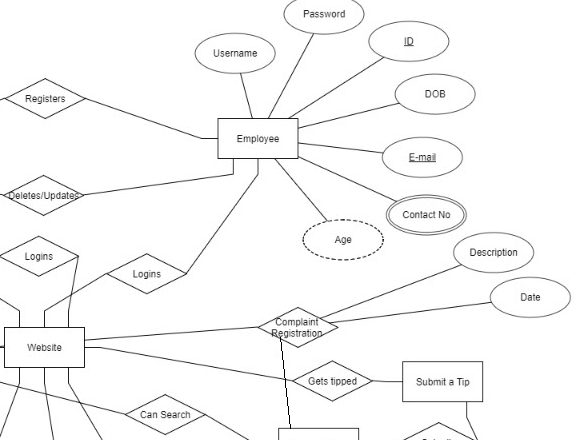 Password
ID
Username
DOB
Registers
Employee
E-mail
Deletes/Updates
Contact No
Age
Description
Logins
Logins
Date
Complaint
Registration
Website
Gets tipped
Submit a Tip
Can Search